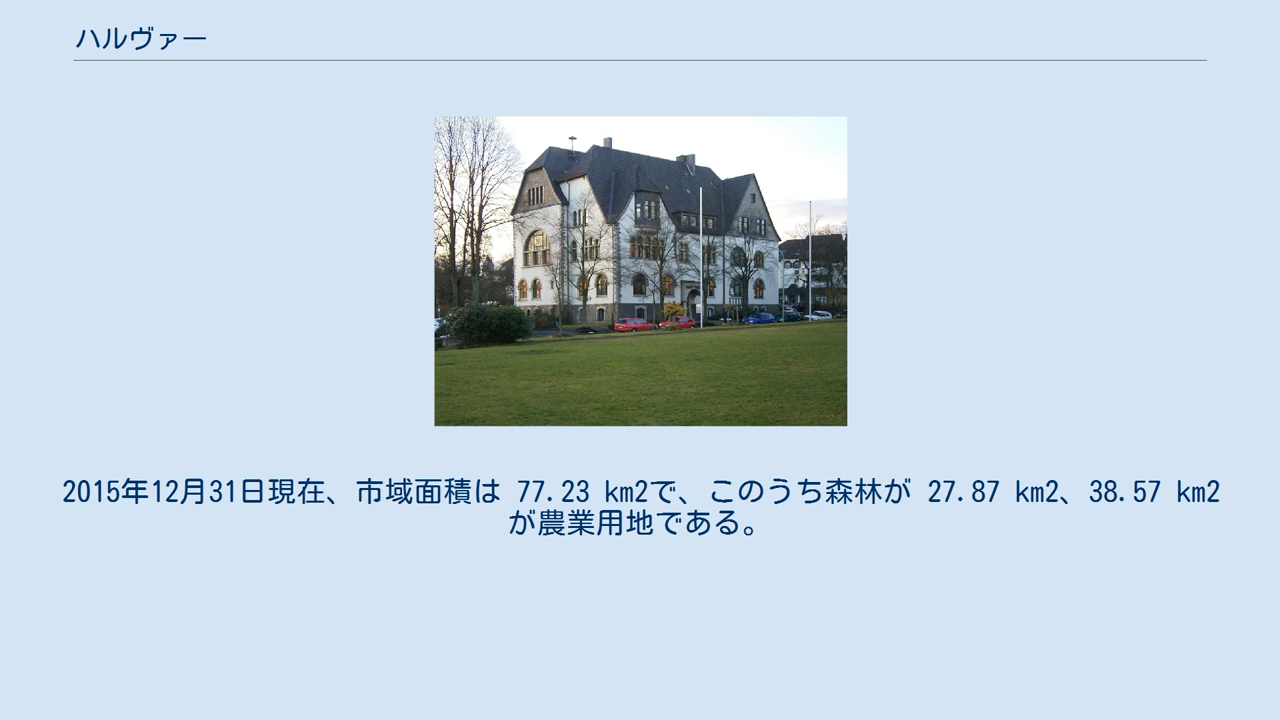 ハルヴァー
2015年12月31日現在、市域面積は 77.23 km2で、このうち森林が 27.87 km2、38.57 km2
が農業用地である。